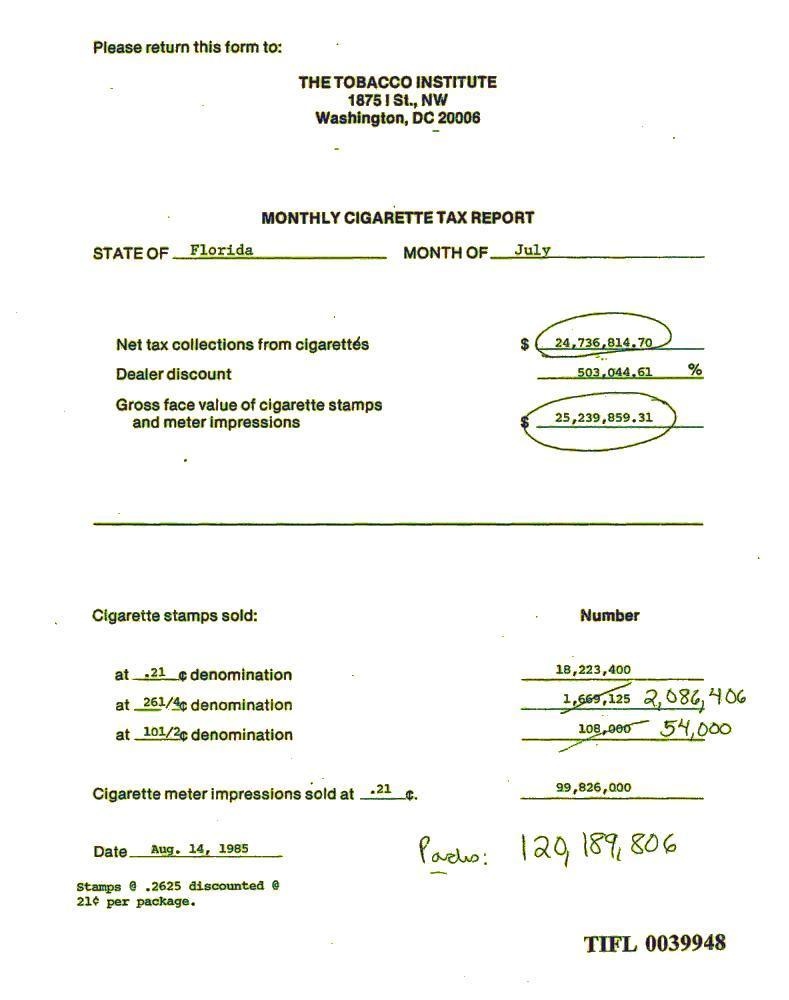 Please return this form to:
THE TOBACCO INSTITUTE
1875 I St., NW
Washington, DC 20006
MONTHLY CIGARETTE TAX REPORT
STATE OF Florida MONTH OF July
Net tax collections from cigarettes $ 24,736,814.70
Dealer discount 503,044.61 %
Gross face value of cigarette stamps
and meter impressions $ 25,239,859.31
Cigarette stamps sold: Number
at .21 ¢ denomination 18,223,400
at 261/4¢ denomination 1,669,125 2,086,406
at 101/2¢ denomination 108,000 54,000
Cigarette meter impressions sold at .21 ¢. 99,826,000
Date Aug. 14, 1985 Packs: 120,189,806
Stamps @ .2625 discounted @
21¢ per package.
TIFL 0039948